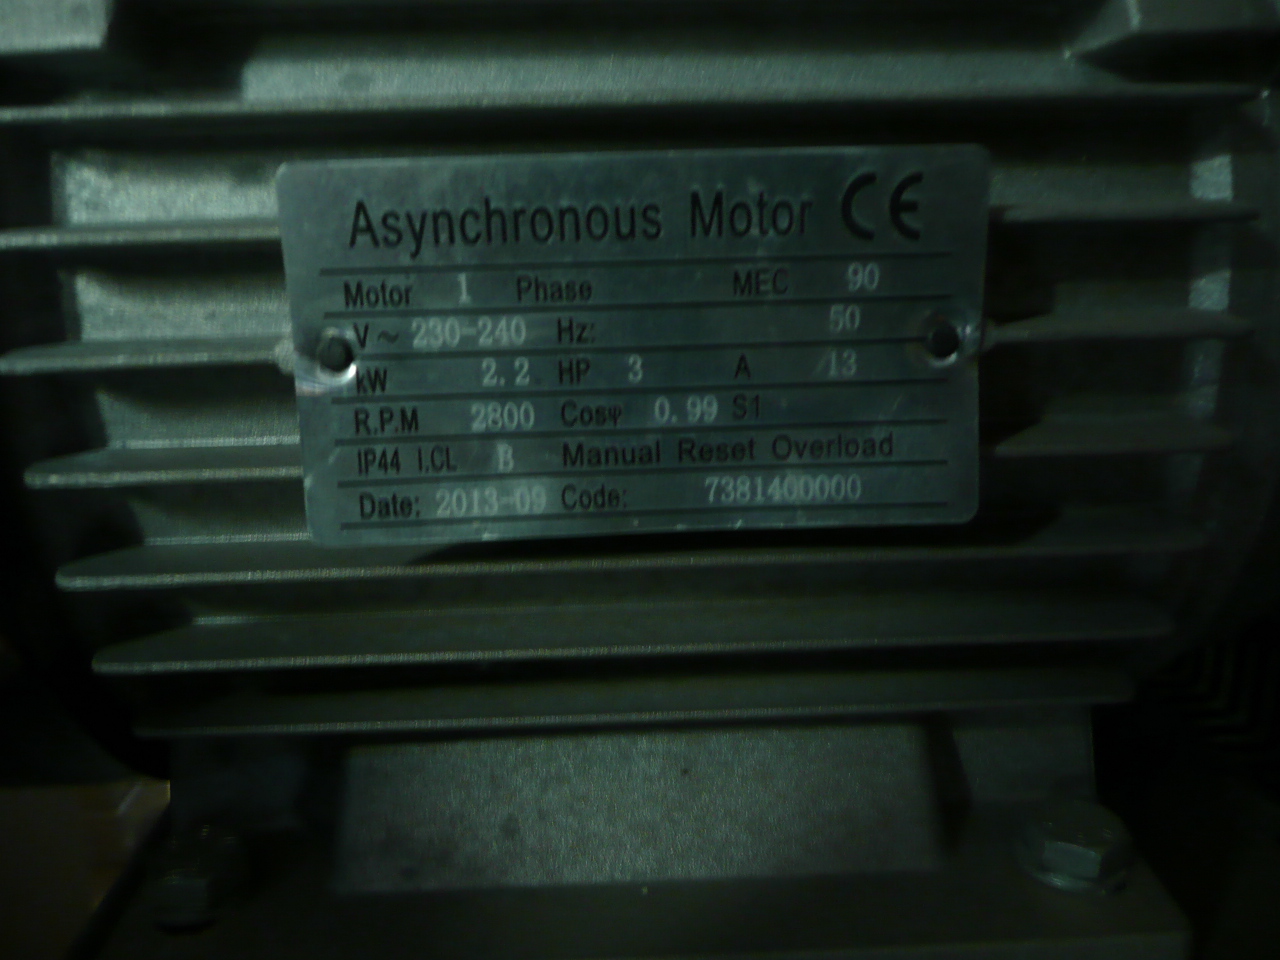 Asynchronous Motor CE
Motor 1 Phase MEC 90
V ~ 230-240 Hz: 50
kW 2.2 HP 3 A 13
R.P.M 2800 Cosφ 0.99 S1
IP44 I.CL B Manual Reset Overload
Date: 2013-09 Code: 7381400000